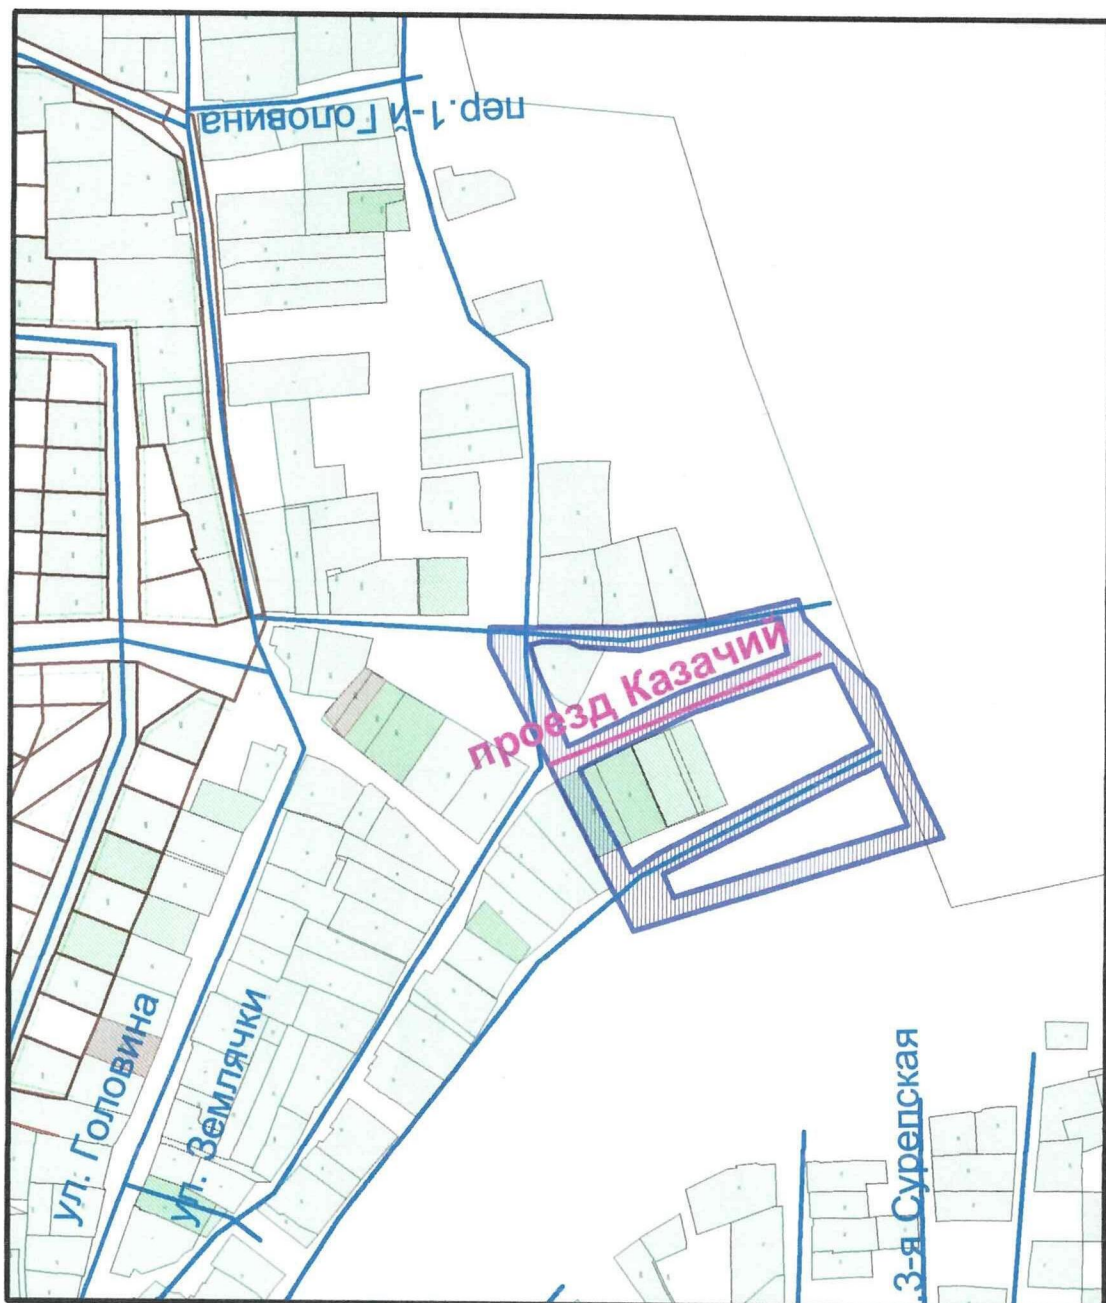 пер. 1-й Головина
проезд Казачий
ул. Головина
ул. Землячки
.3-я Сурепская